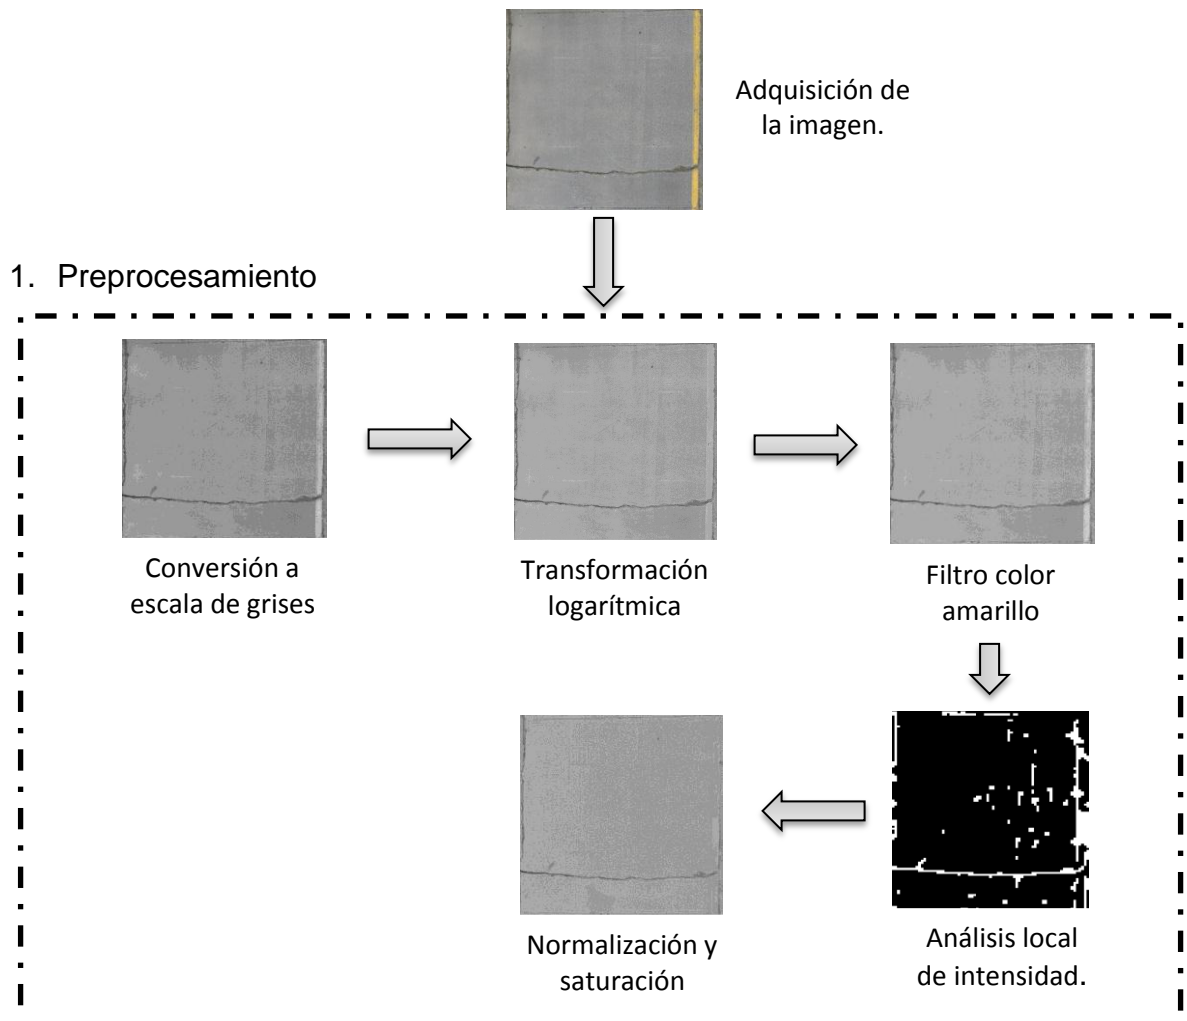 Adquisición de
la imagen.
1. Preprocesamiento
Conversión a
escala de grises
Transformación
logarítmica
Filtro color
amarillo
Normalización y
saturación
Análisis local
de intensidad.